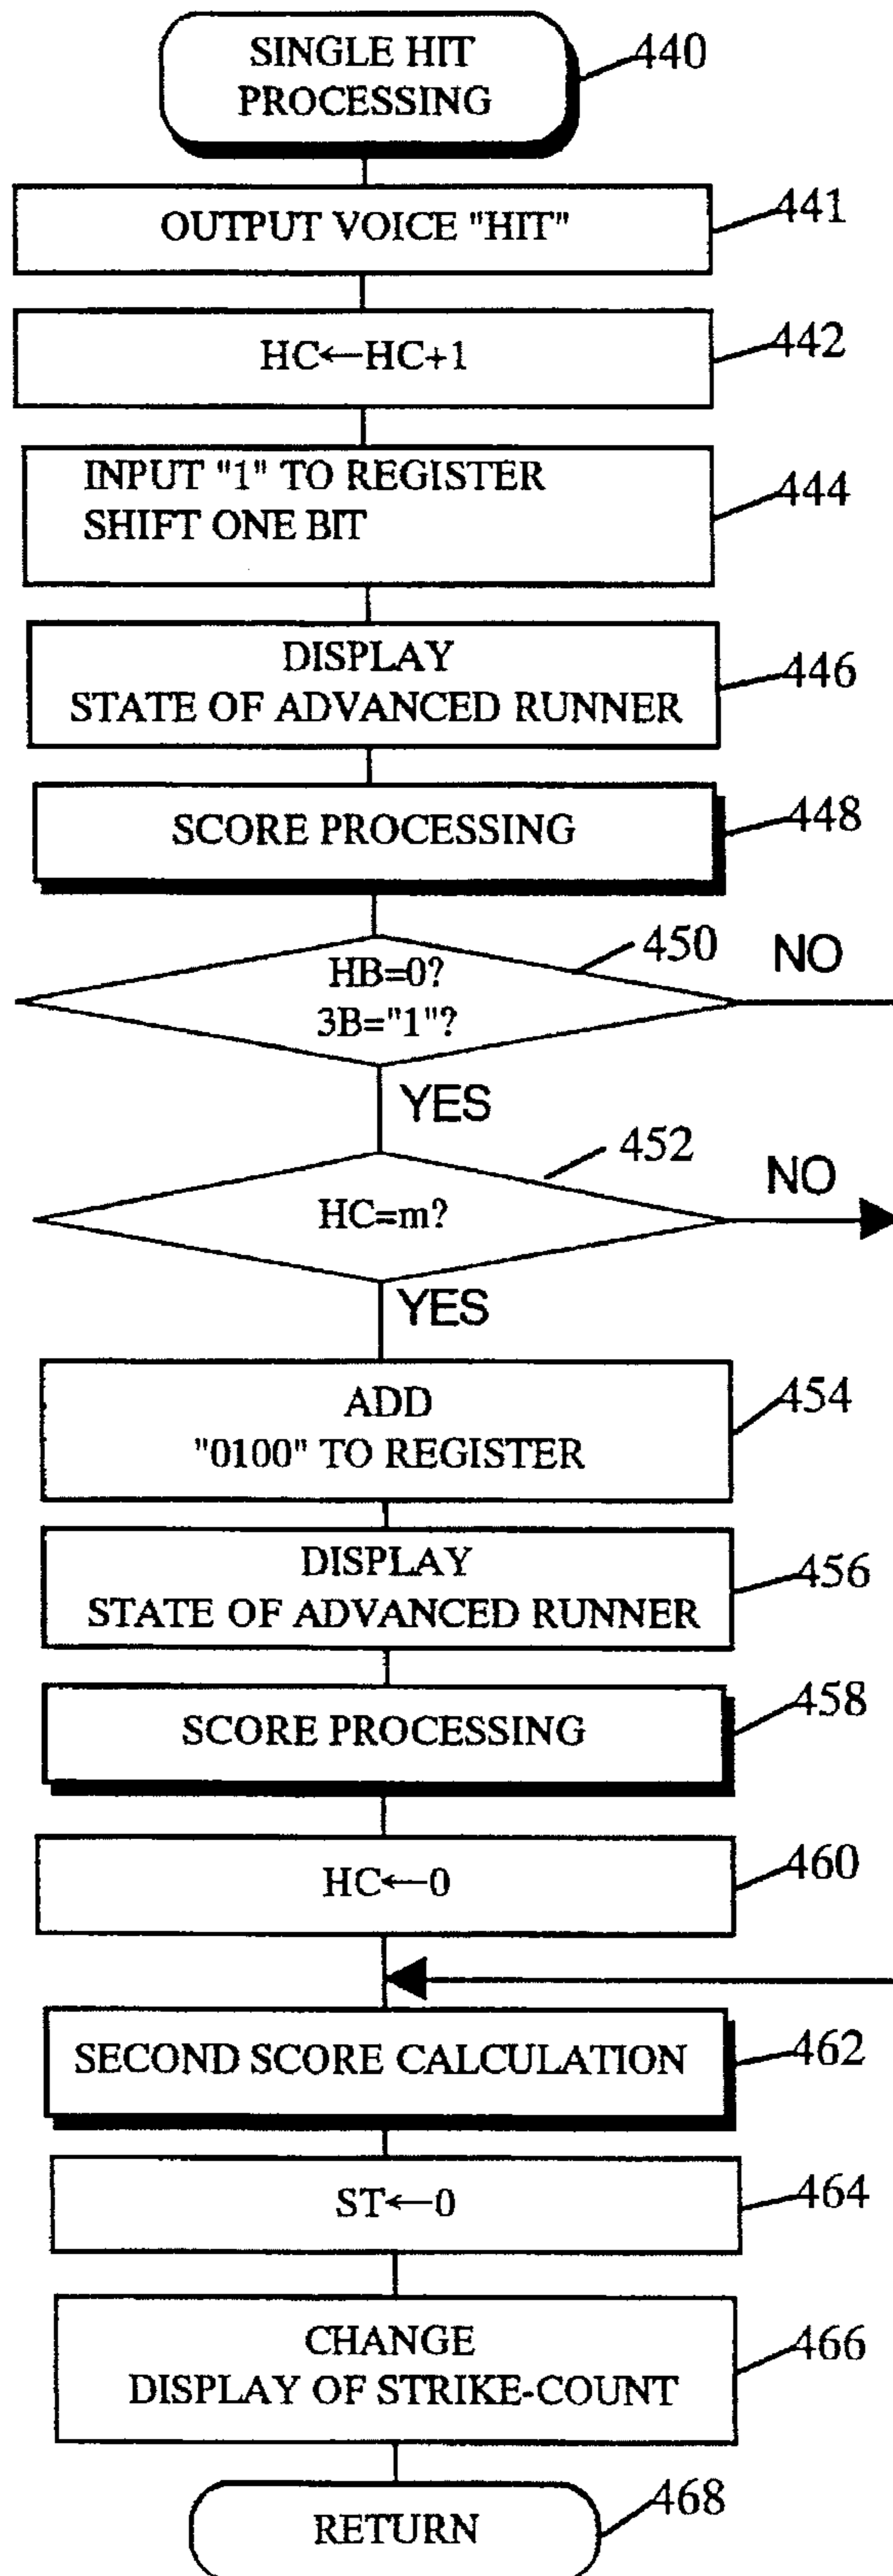 SINGLE HIT
PROCESSING
440
OUTPUT VOICE "HIT"
441
HC←HC+1
442
INPUT "1" TO REGISTER
SHIFT ONE BIT
444
DISPLAY
STATE OF ADVANCED RUNNER
446
SCORE PROCESSING
448
HB=0?
3B="1"?
450
NO
YES
HC=m?
452
NO
YES
ADD
"0100" TO REGISTER
454
DISPLAY
STATE OF ADVANCED RUNNER
456
SCORE PROCESSING
458
HC←0
460
SECOND SCORE CALCULATION
462
ST←0
464
CHANGE
DISPLAY OF STRIKE-COUNT
466
RETURN
468